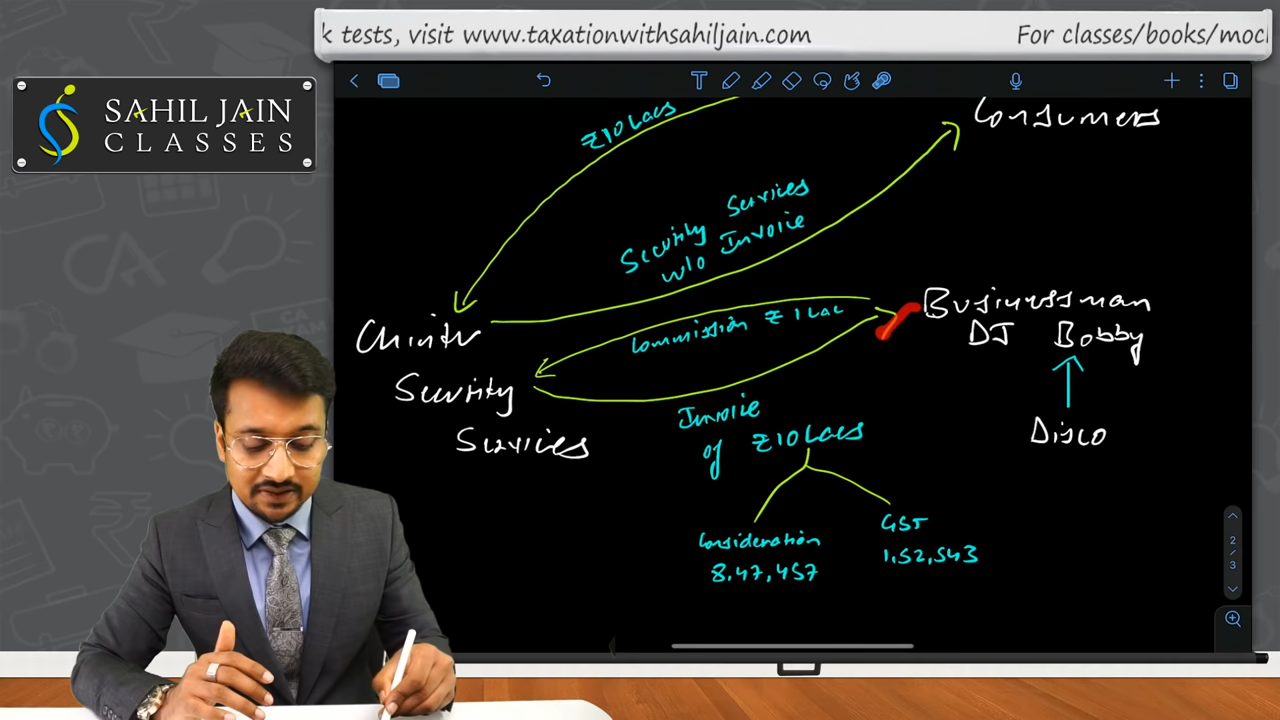 k tests, visit www.taxationwithsahiljain.com
For classes/books/mock
SAHIL JAIN
CLASSES
₹10 Lacs
Consumers
Security Services
w/o Invoice
Businessman
DJ Bobby
Commission ₹ 1 Lac
Disco
Security
Services
Invoice
of ₹10 Lacs
Consideration
8,47,457
GST
1,52,543
2
/
3